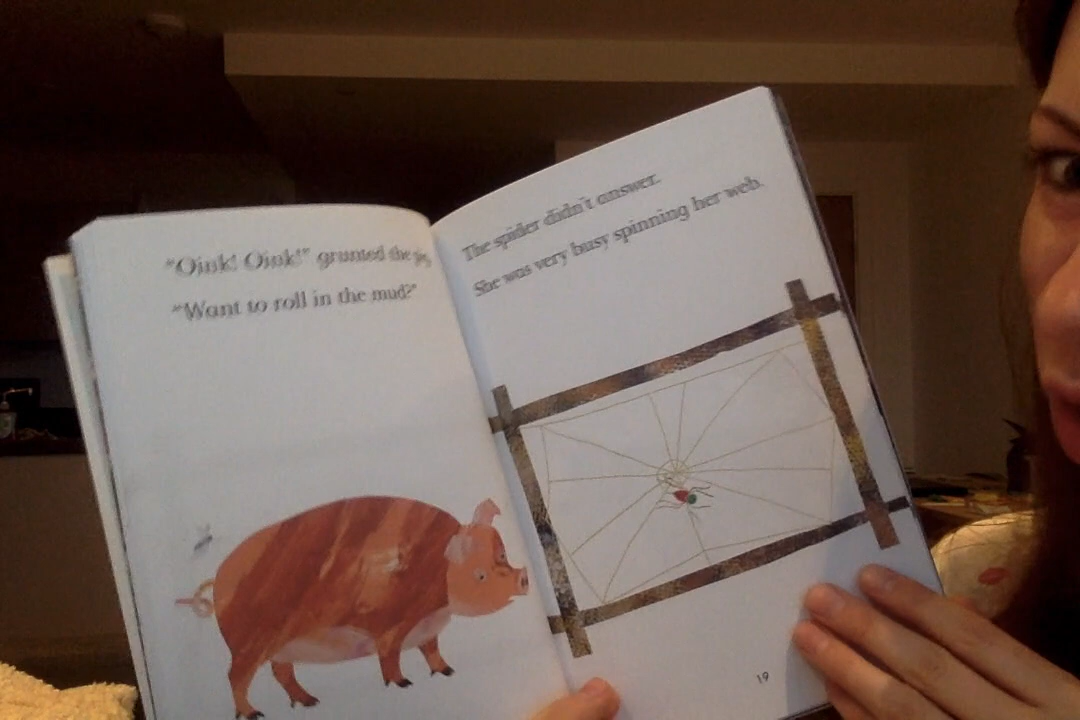 "Oink! Oink!" grunted the pig,
"Want to roll in the mud?"
The spider didn't answer.
She was very busy spinning her web.
19